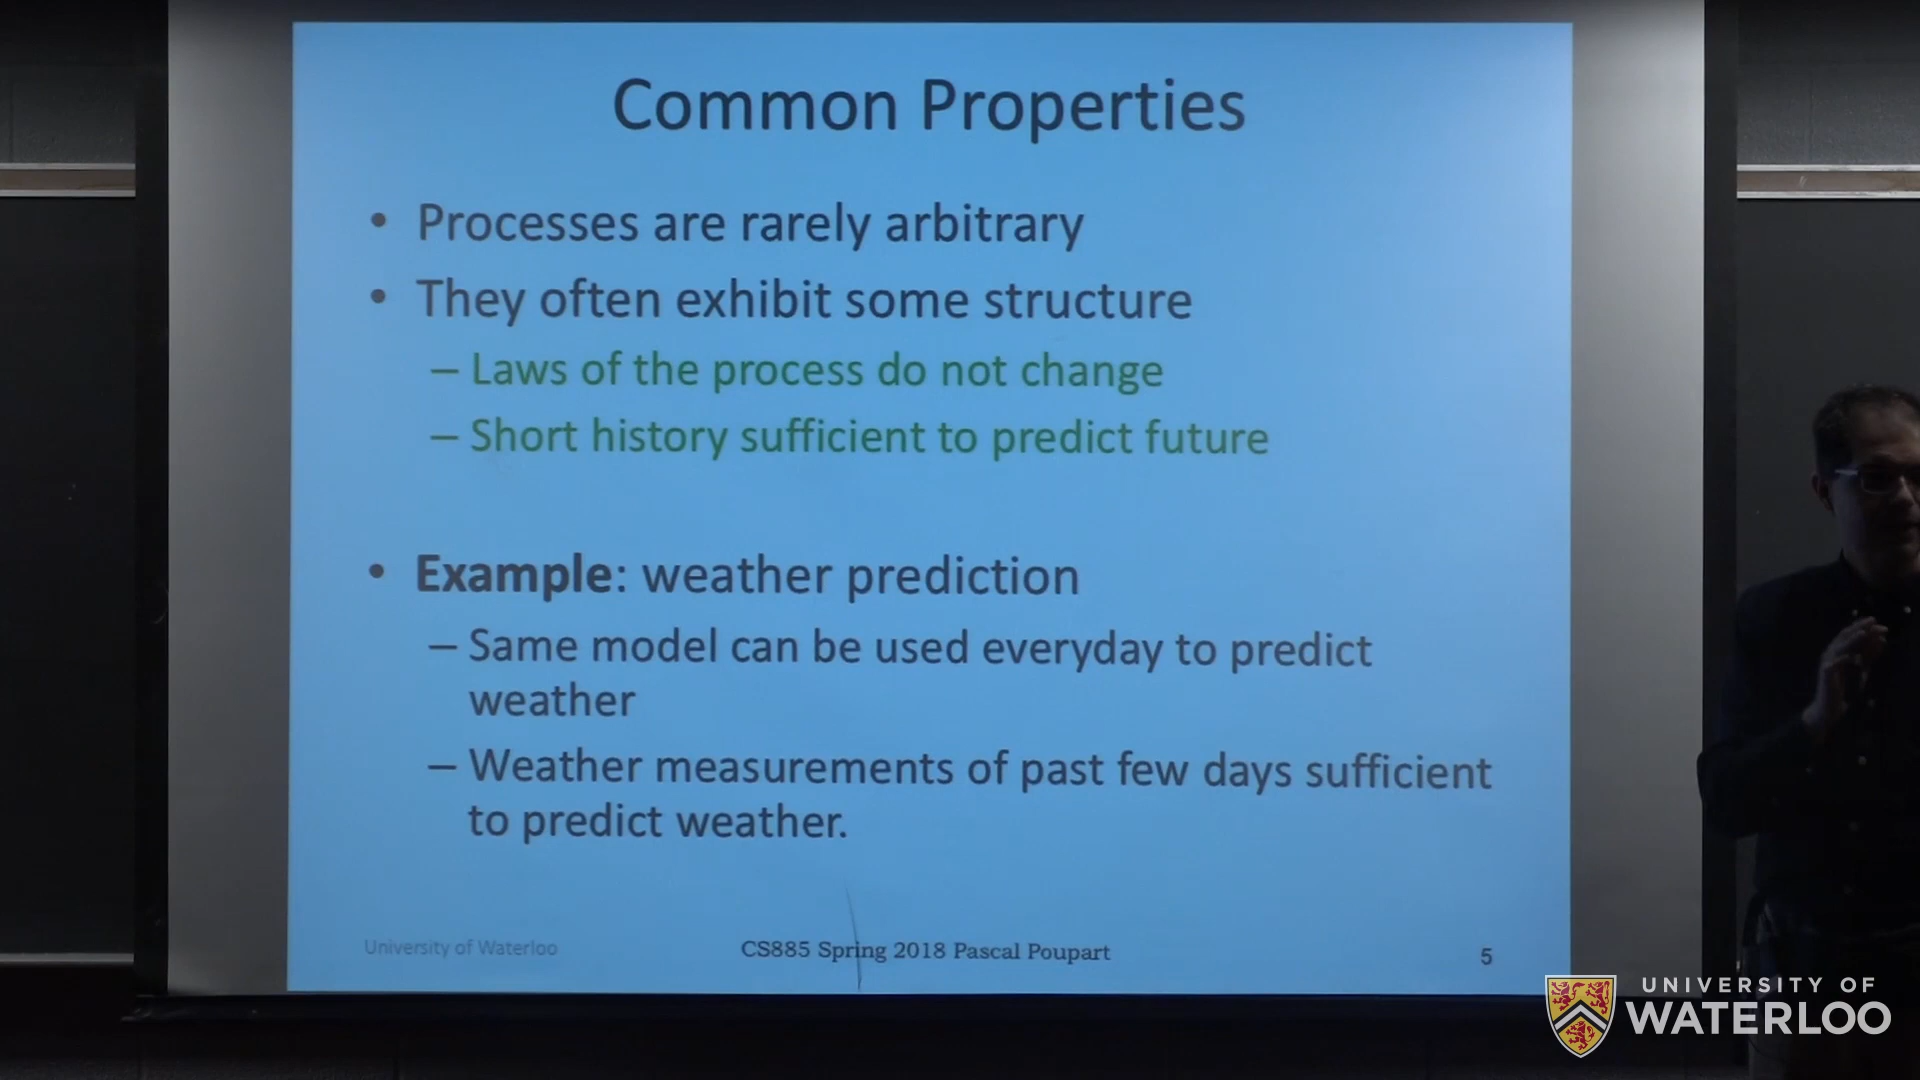 Common Properties
• Processes are rarely arbitrary
• They often exhibit some structure
– Laws of the process do not change
– Short history sufficient to predict future
• Example: weather prediction
– Same model can be used everyday to predict
weather
– Weather measurements of past few days sufficient
to predict weather.
University of Waterloo
CS885 Spring 2018 Pascal Poupart
5
UNIVERSITY OF
WATERLOO